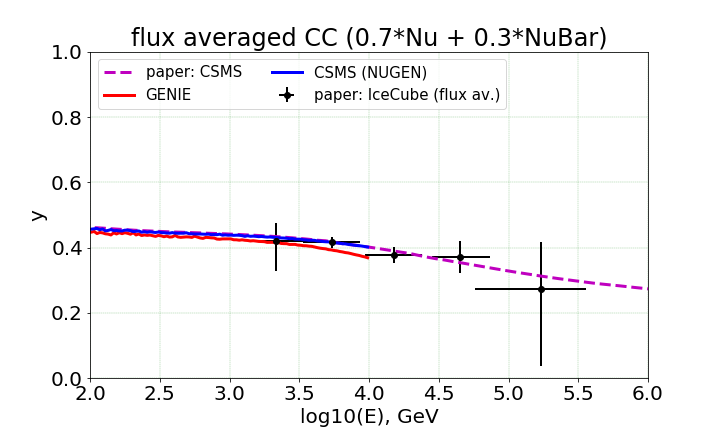 flux averaged CC (0.7*Nu + 0.3*NuBar)
paper: CSMS
GENIE
CSMS (NUGEN)
paper: IceCube (flux av.)
y
1.0
0.8
0.6
0.4
0.2
0.0
2.0 2.5 3.0 3.5 4.0 4.5 5.0 5.5 6.0
log10(E), GeV